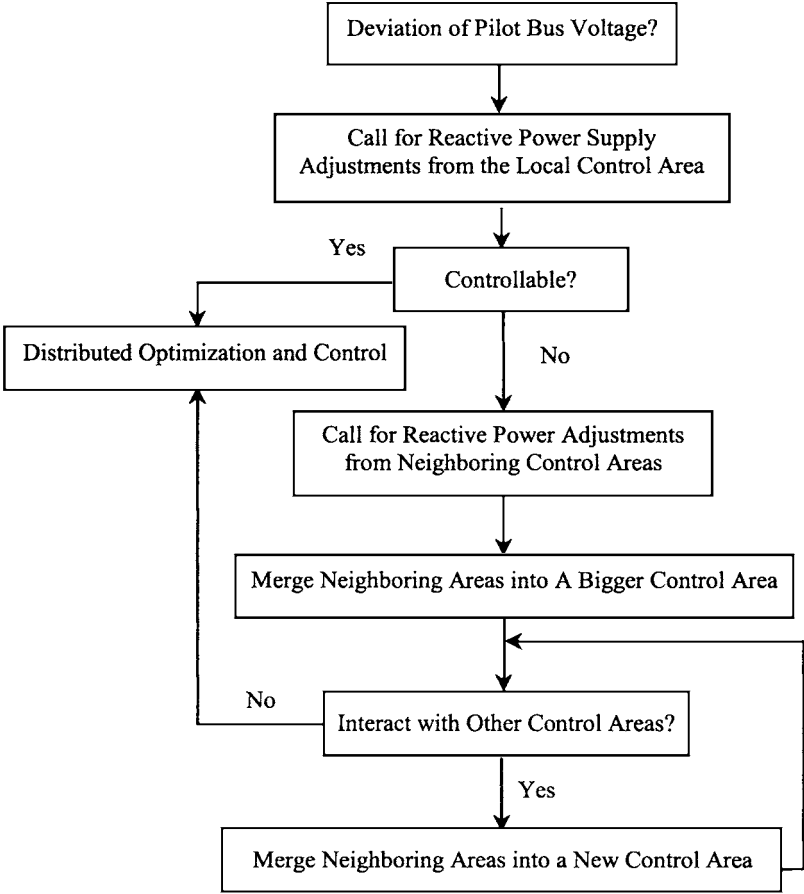 Deviation of Pilot Bus Voltage?
Call for Reactive Power Supply
Adjustments from the Local Control Area
Yes
Controllable?
Distributed Optimization and Control
No
Call for Reactive Power Adjustments
from Neighboring Control Areas
Merge Neighboring Areas into A Bigger Control Area
No
Interact with Other Control Areas?
Yes
Merge Neighboring Areas into a New Control Area